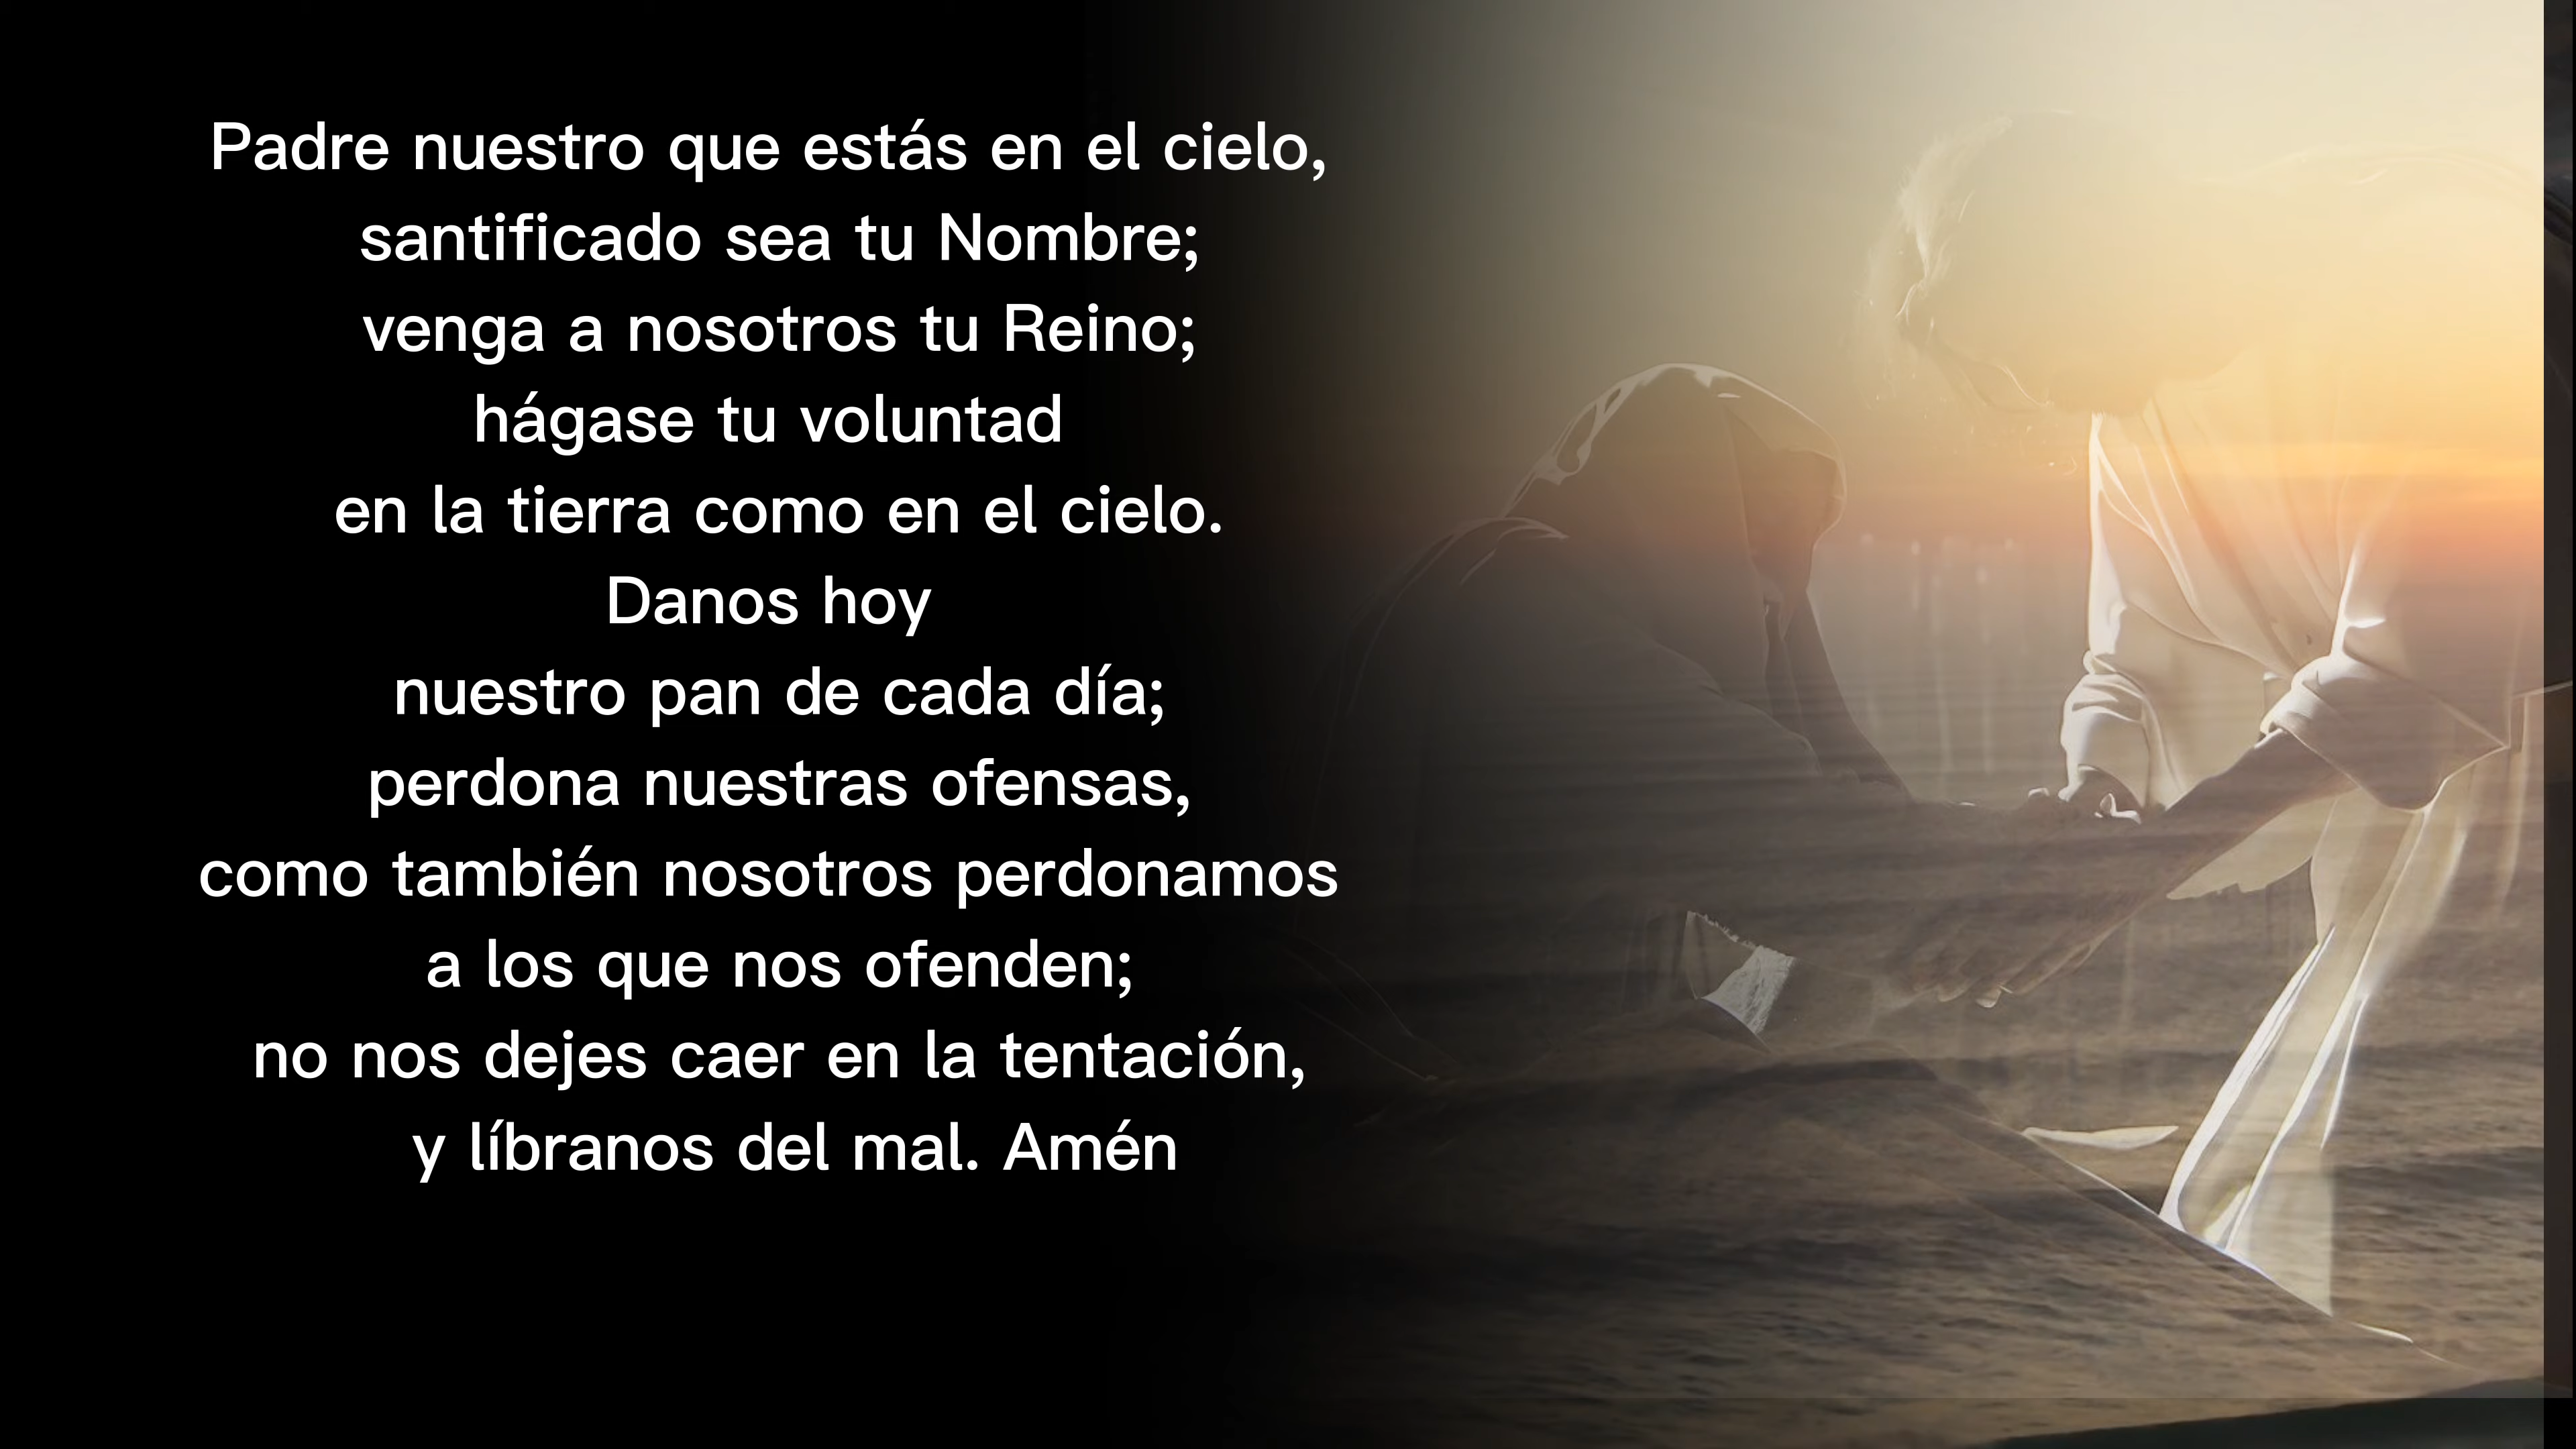 Padre nuestro que estás en el cielo,
santificado sea tu Nombre;
venga a nosotros tu Reino;
hágase tu voluntad
en la tierra como en el cielo.
Danos hoy
nuestro pan de cada día;
perdona nuestras ofensas,
como también nosotros perdonamos
a los que nos ofenden;
no nos dejes caer en la tentación,
y líbranos del mal. Amén